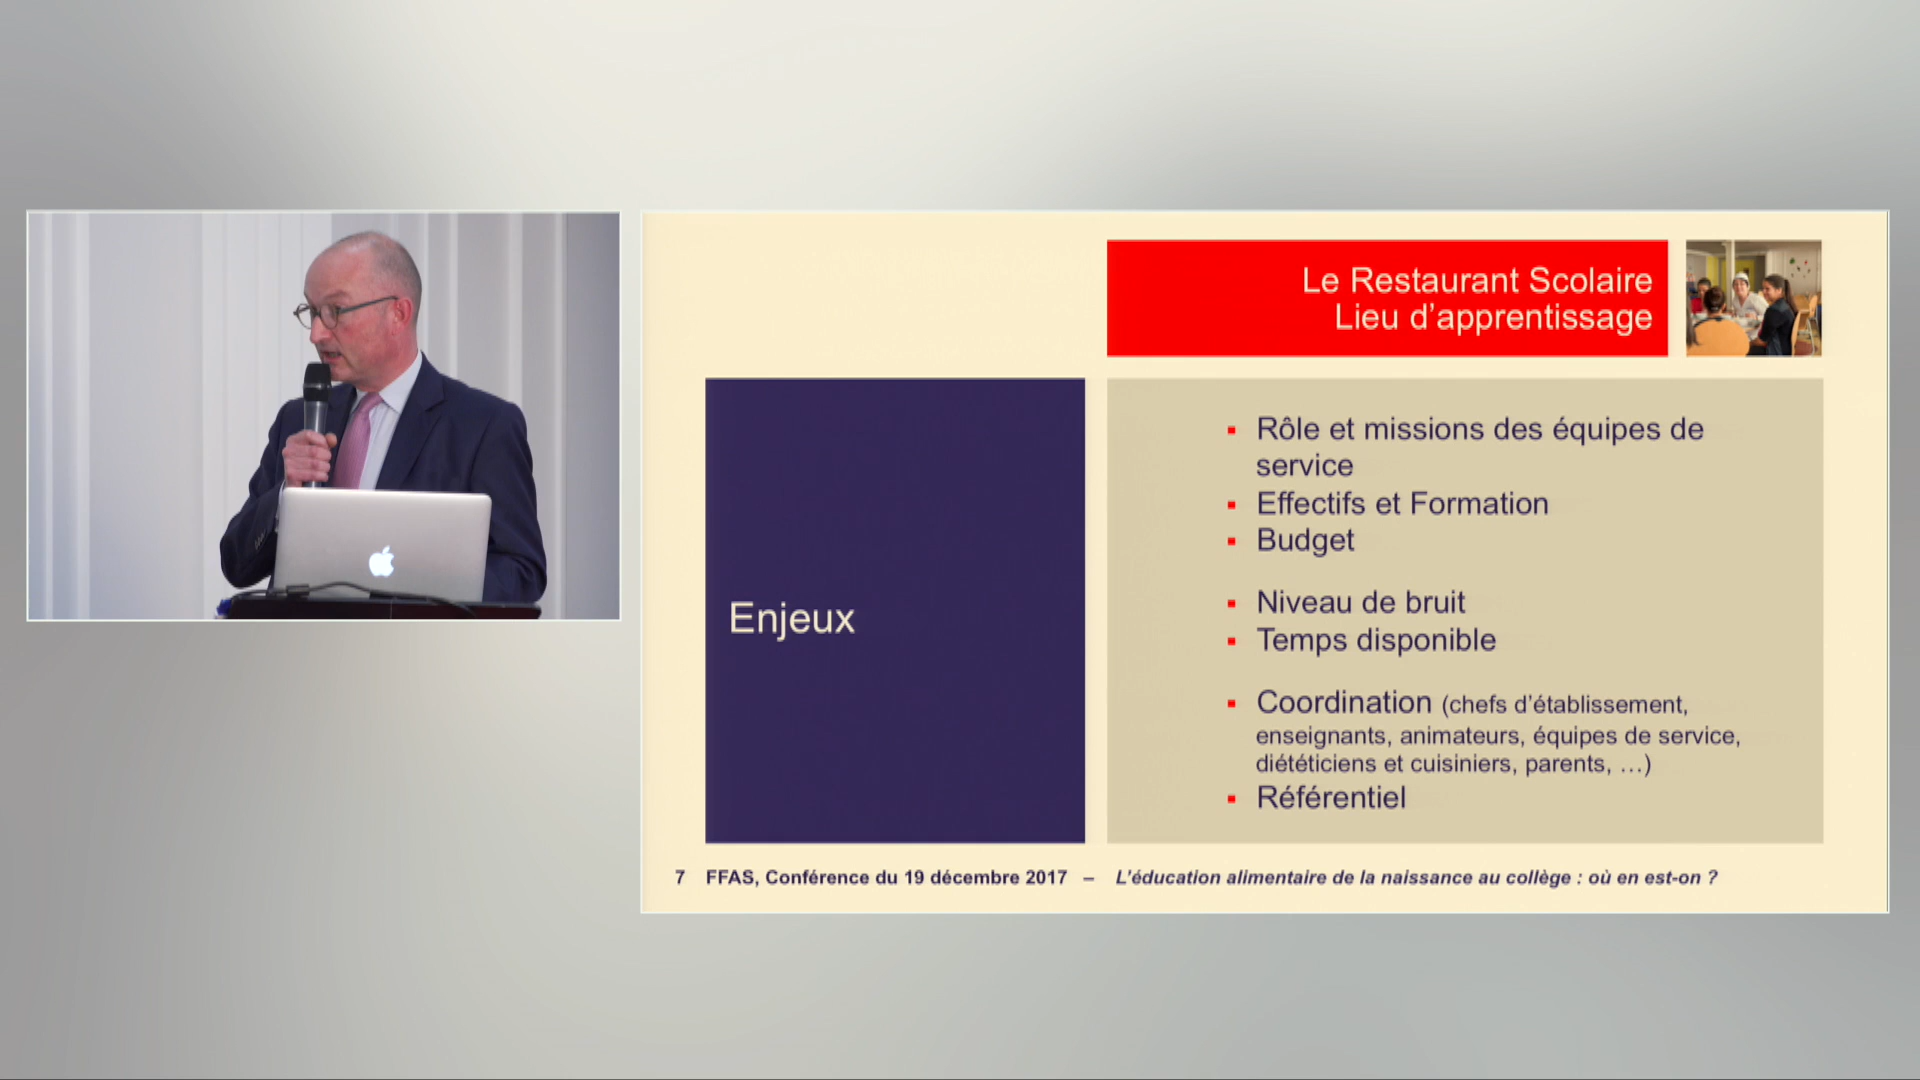 Le Restaurant Scolaire
Lieu d'apprentissage
Enjeux
▪ Rôle et missions des équipes de
service
▪ Effectifs et Formation
▪ Budget
▪ Niveau de bruit
▪ Temps disponible
▪ Coordination (chefs d'établissement,
enseignants, animateurs, équipes de service,
diététiciens et cuisiniers, parents, …)
▪ Référentiel
7 FFAS, Conférence du 19 décembre 2017 – L'éducation alimentaire de la naissance au collège : où en est-on ?